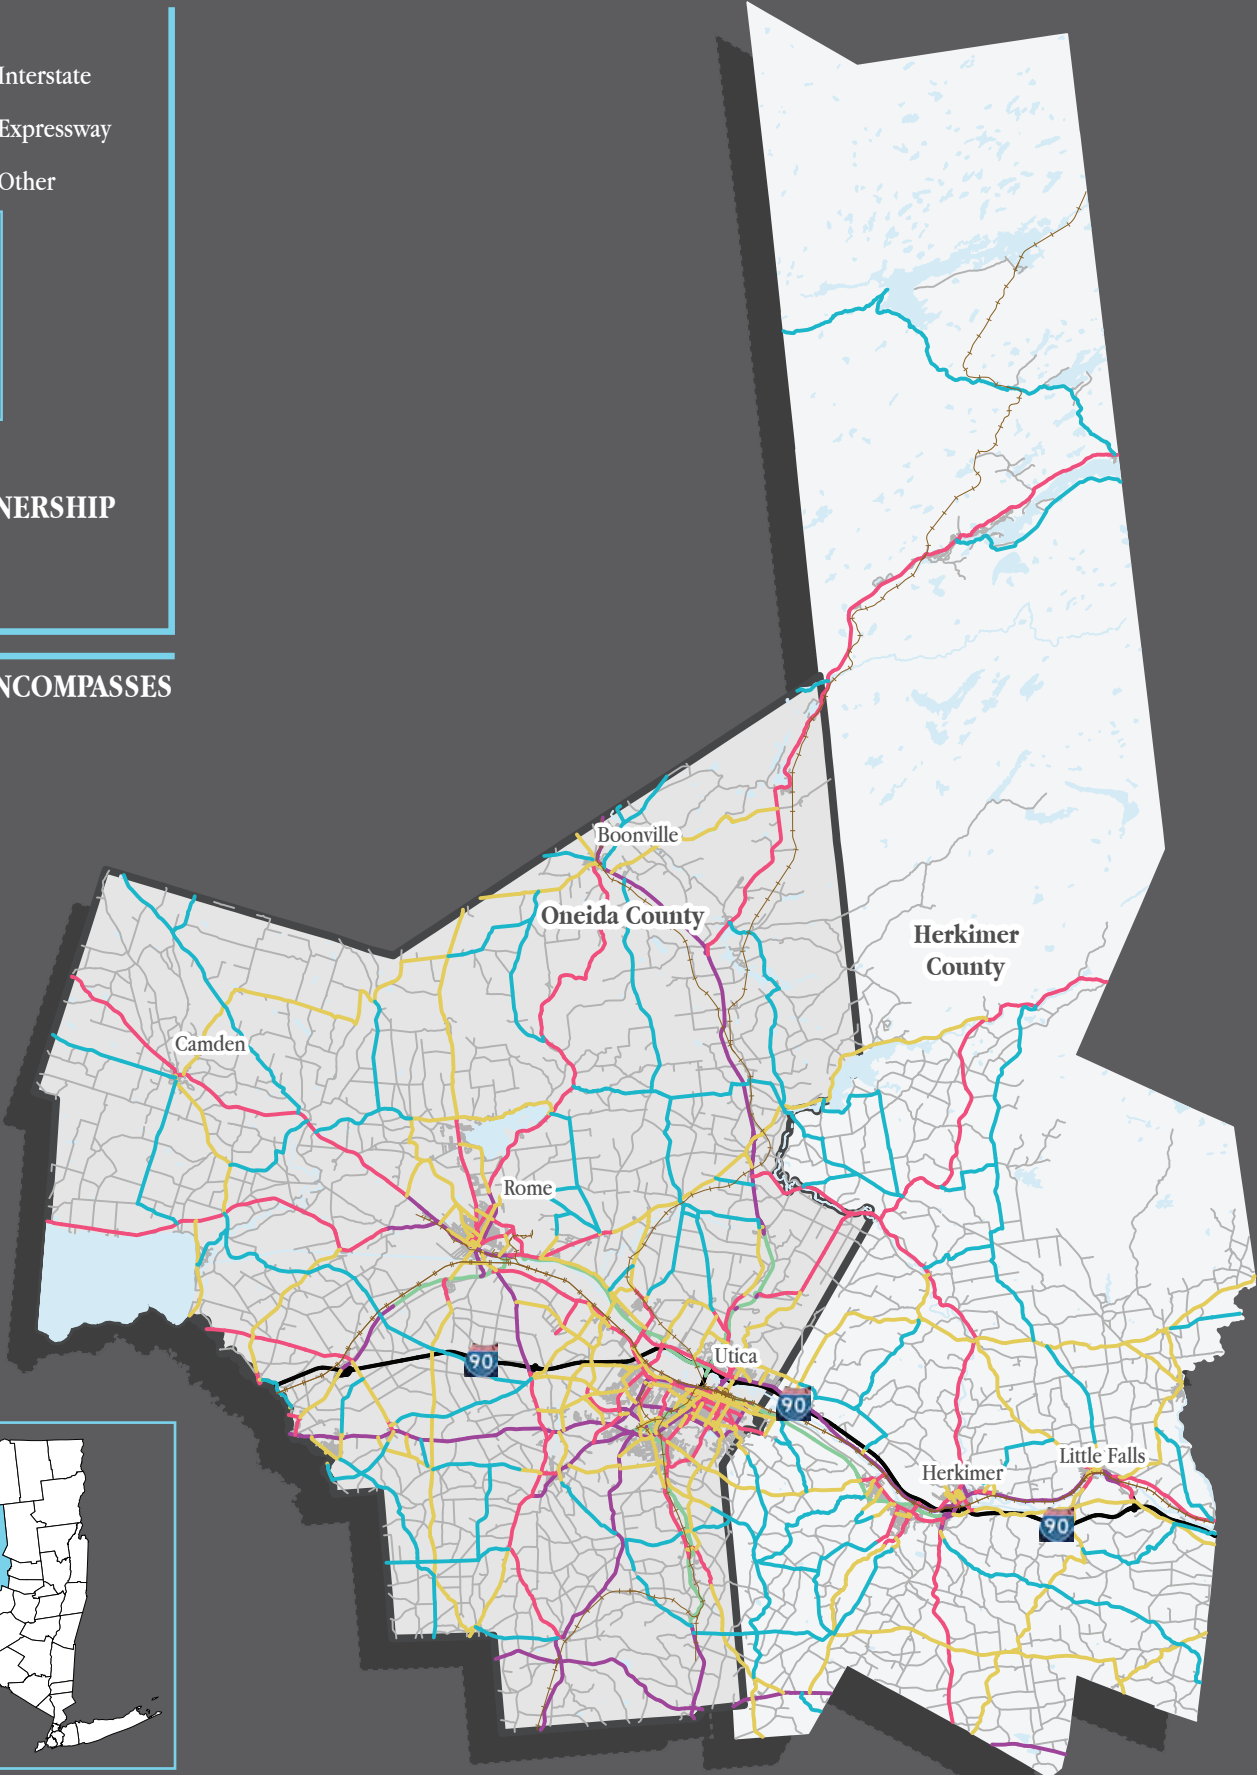 Interstate
Expressway
Other
NERSHIP
NCOMPASSES
Boonville
Oneida County
Herkimer
County
Camden
Rome
Utica
90
90
Little Falls
Herkimer
90